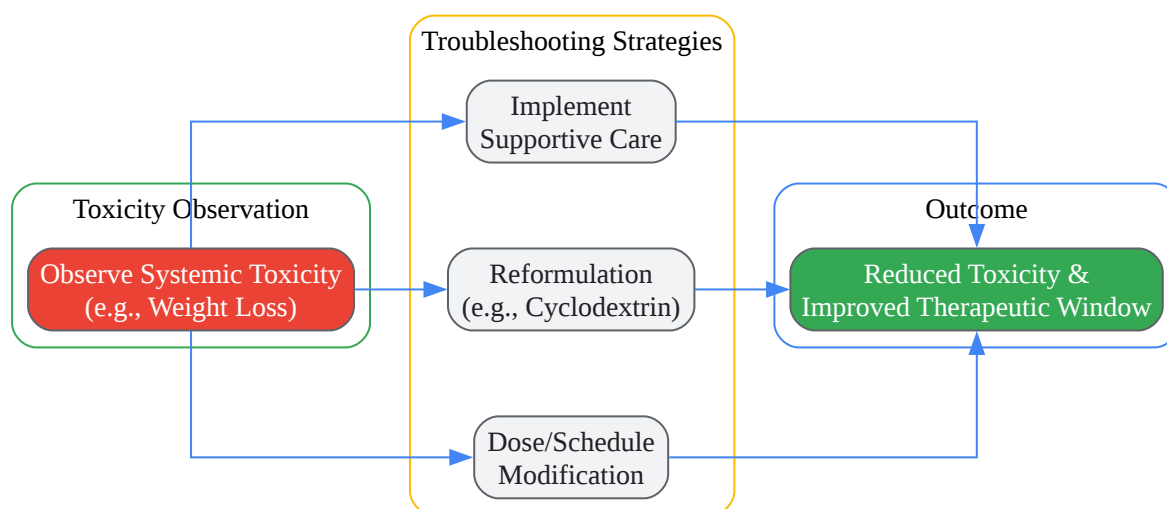 Troubleshooting Strategies
Implement
Supportive Care
Toxicity Observation
Outcome
Observe Systemic Toxicity
(e.g., Weight Loss)
Reformulation
(e.g., Cyclodextrin)
Reduced Toxicity &
Improved Therapeutic Window
Dose/Schedule
Modification